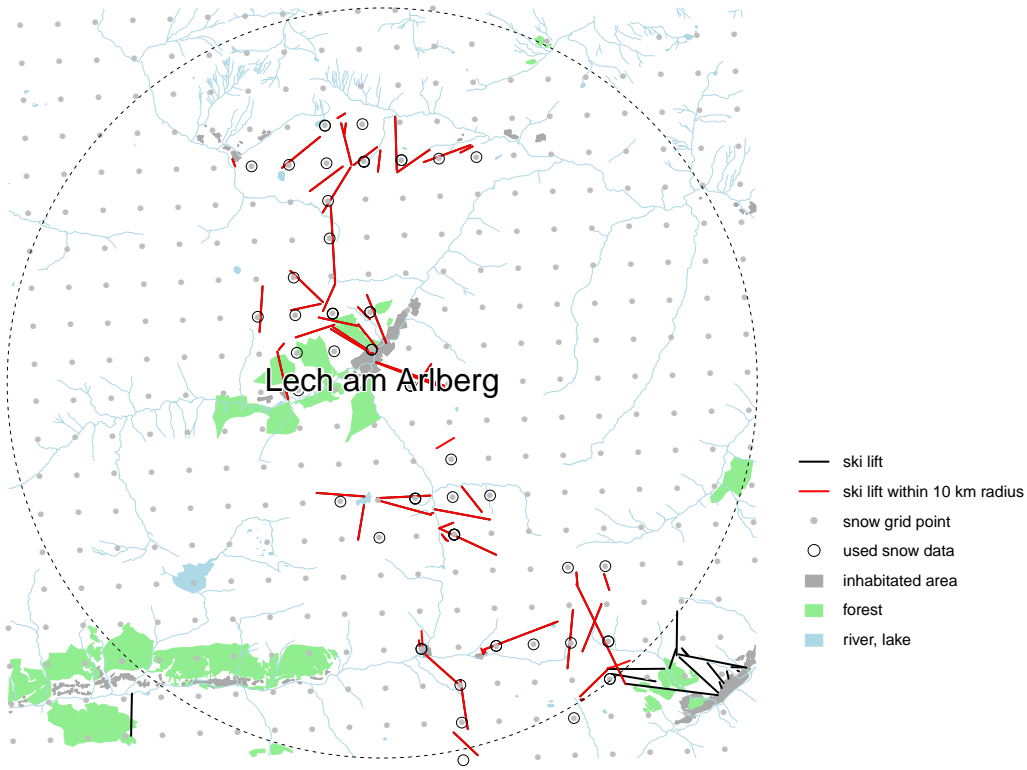 Lech am Arlberg
ski lift
ski lift within 10 km radius
snow grid point
used snow data
inhabitated area
forest
river, lake